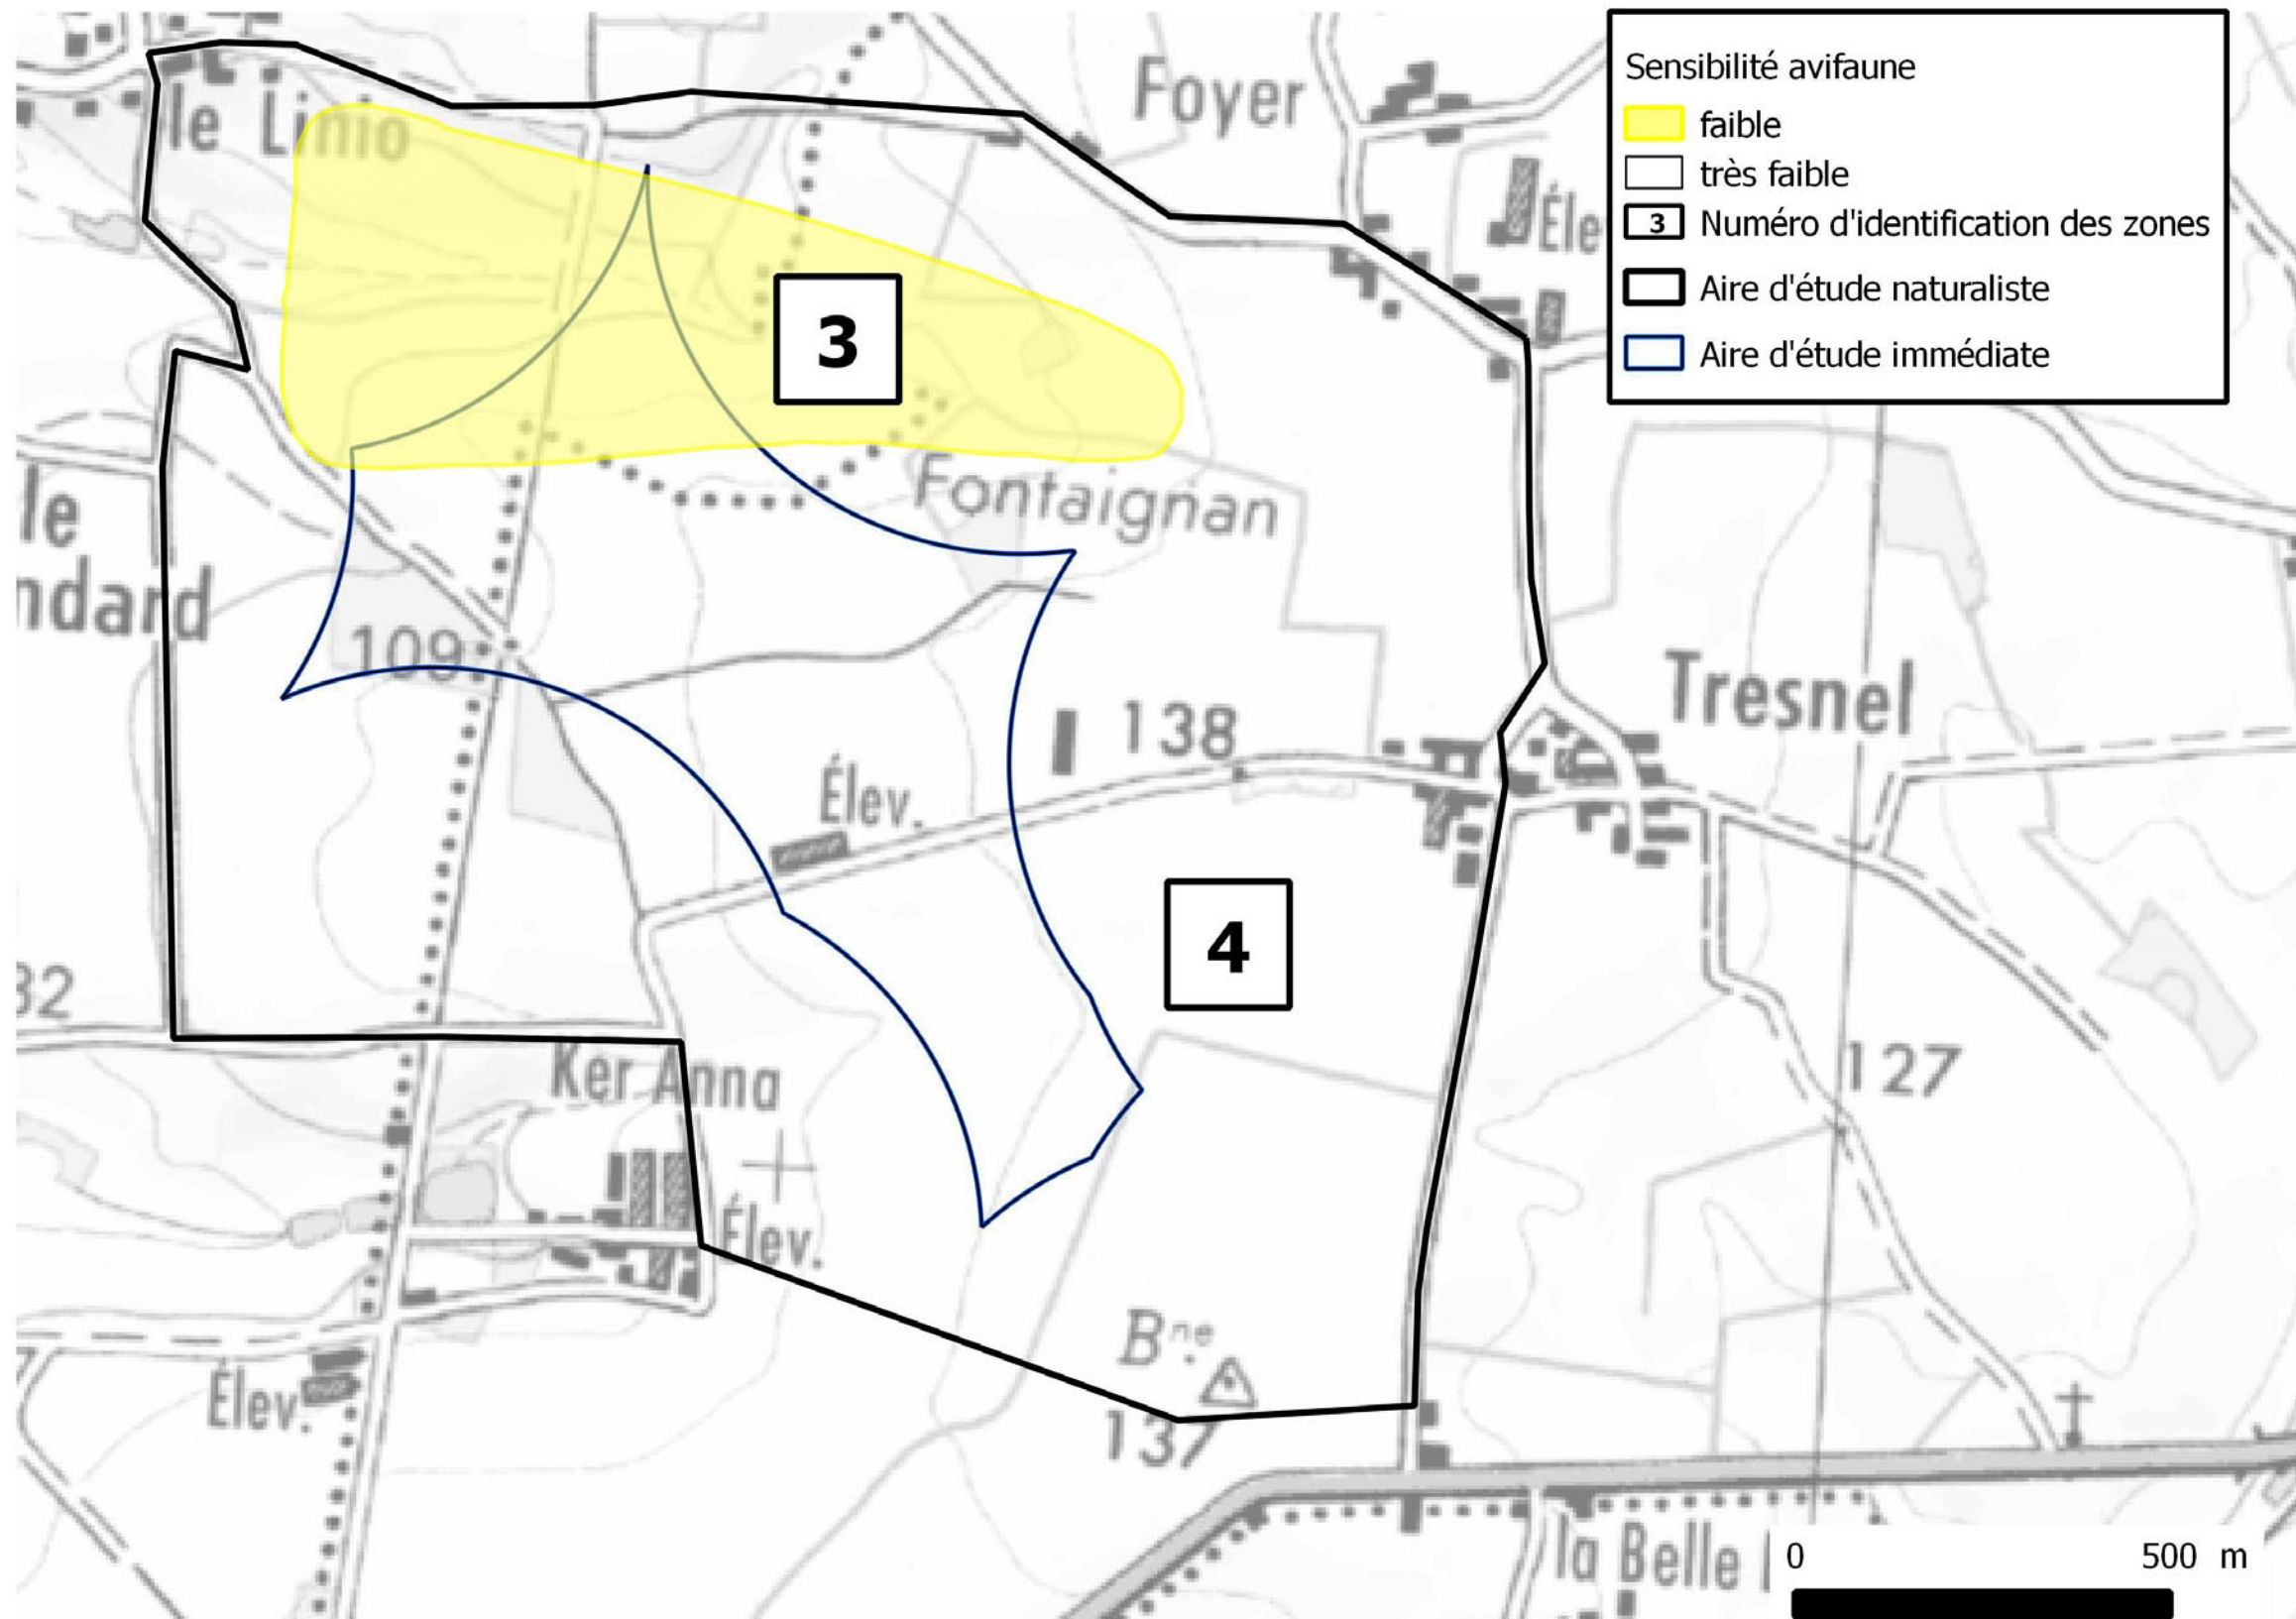 Sensibilité avifaune
faible
très faible
3 Numéro d'identification des zones
Aire d'étude naturaliste
Aire d'étude immédiate
Foyer
le Linio
Éle
3
Fontaignan
le
ndard
109
138
Tresnel
Élev.
4
32
Ker Anna
127
Élev.
Bne.
137
Élev.
la Belle
0 500 m